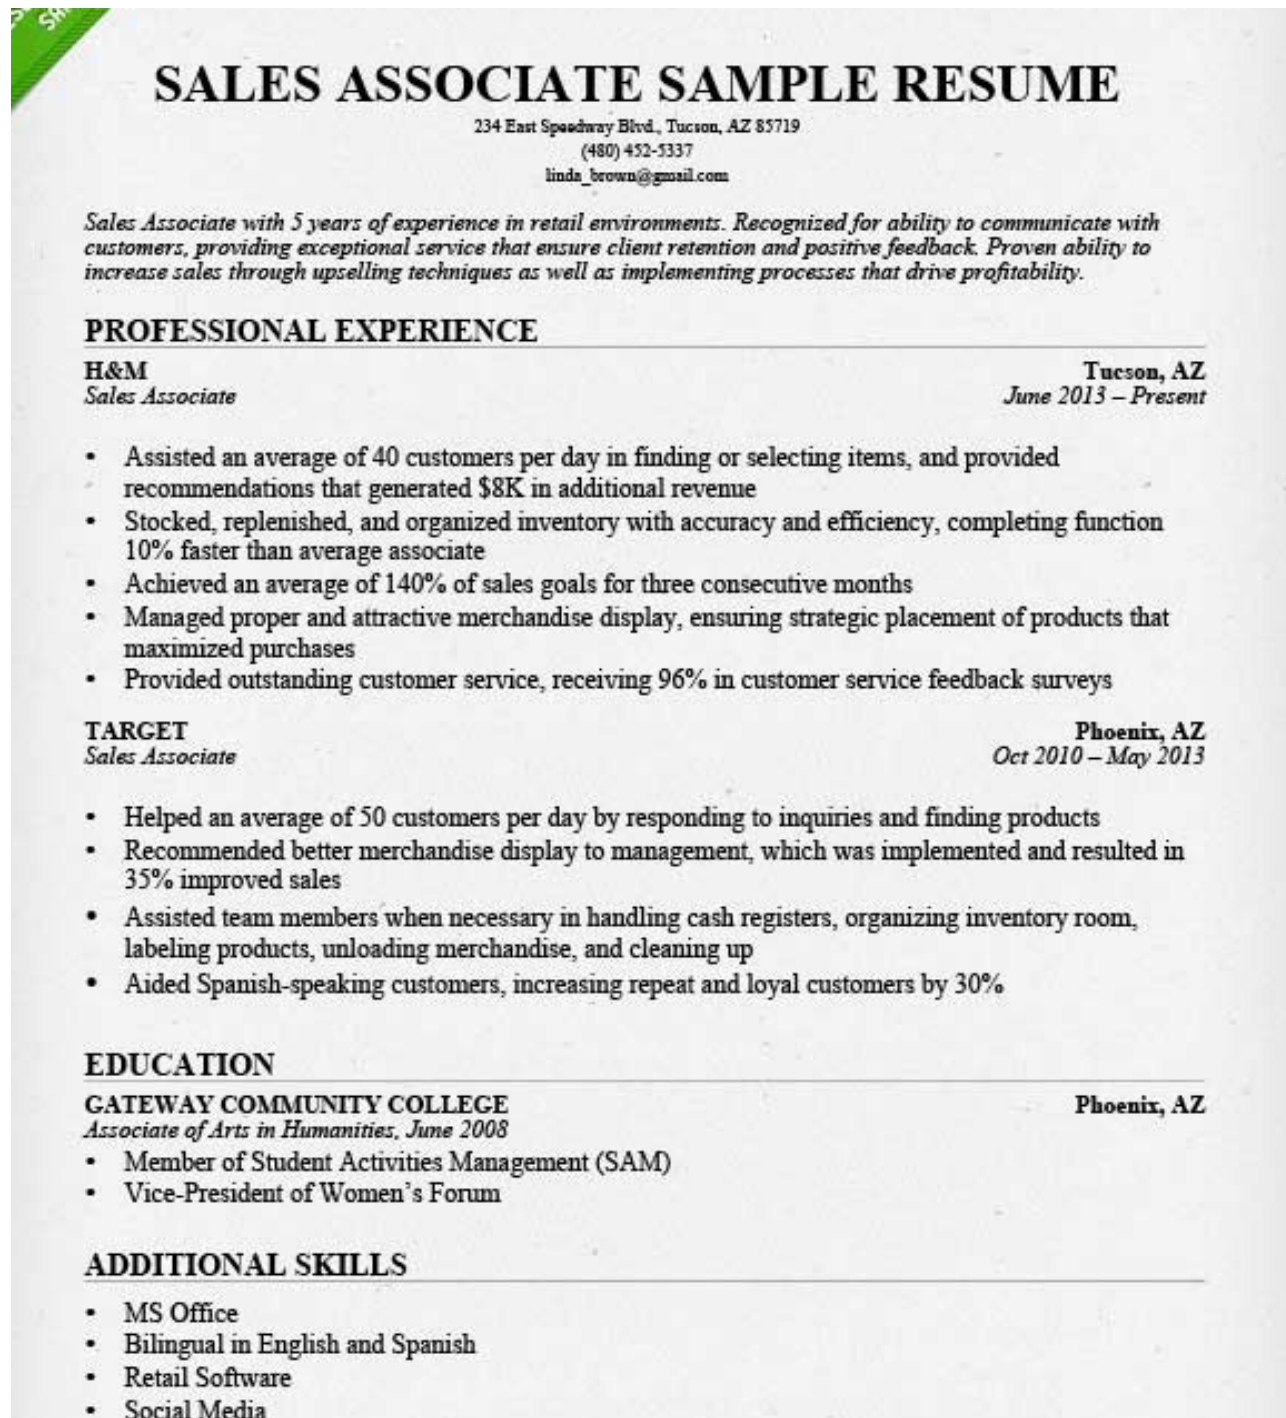 SALES ASSOCIATE SAMPLE RESUME
234 East Speedway Blvd., Tucson, AZ 85719
(480) 452-5337
linda_brown@gmail.com
Sales Associate with 5 years of experience in retail environments. Recognized for ability to communicate with
customers, providing exceptional service that ensure client retention and positive feedback. Proven ability to
increase sales through upselling techniques as well as implementing processes that drive profitability.
PROFESSIONAL EXPERIENCE
H&M Tucson, AZ
Sales Associate June 2013 – Present
• Assisted an average of 40 customers per day in finding or selecting items, and provided
recommendations that generated $8K in additional revenue
• Stocked, replenished, and organized inventory with accuracy and efficiency, completing function
10% faster than average associate
• Achieved an average of 140% of sales goals for three consecutive months
• Managed proper and attractive merchandise display, ensuring strategic placement of products that
maximized purchases
• Provided outstanding customer service, receiving 96% in customer service feedback surveys
TARGET Phoenix, AZ
Sales Associate Oct 2010 – May 2013
• Helped an average of 50 customers per day by responding to inquiries and finding products
• Recommended better merchandise display to management, which was implemented and resulted in
35% improved sales
• Assisted team members when necessary in handling cash registers, organizing inventory room,
labeling products, unloading merchandise, and cleaning up
• Aided Spanish-speaking customers, increasing repeat and loyal customers by 30%
EDUCATION
GATEWAY COMMUNITY COLLEGE Phoenix, AZ
Associate of Arts in Humanities, June 2008
• Member of Student Activities Management (SAM)
• Vice-President of Women’s Forum
ADDITIONAL SKILLS
• MS Office
• Bilingual in English and Spanish
• Retail Software
• Social Media